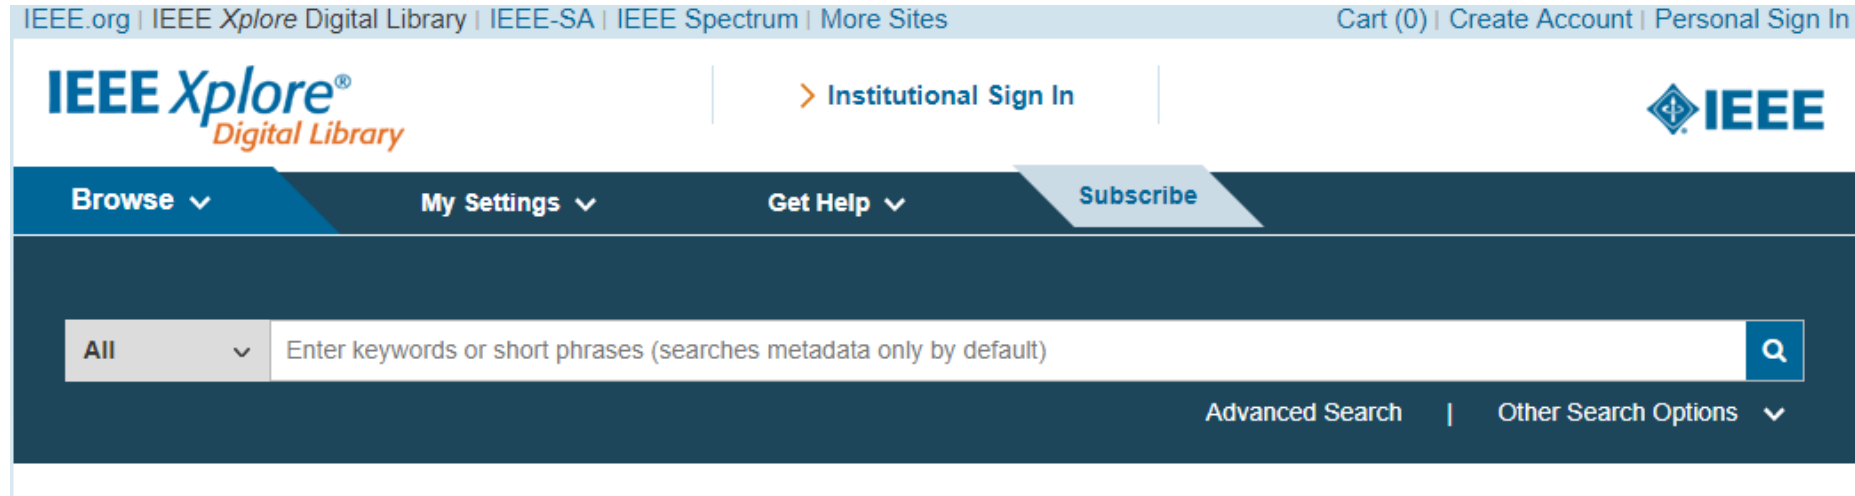 IEEE.org | IEEE Xplore Digital Library | IEEE-SA | IEEE Spectrum | More Sites Cart (0) | Create Account | Personal Sign In
IEEE Xplore®
Digital Library
Institutional Sign In
IEEE
Browse My Settings Get Help Subscribe
All Enter keywords or short phrases (searches metadata only by default)
Advanced Search | Other Search Options